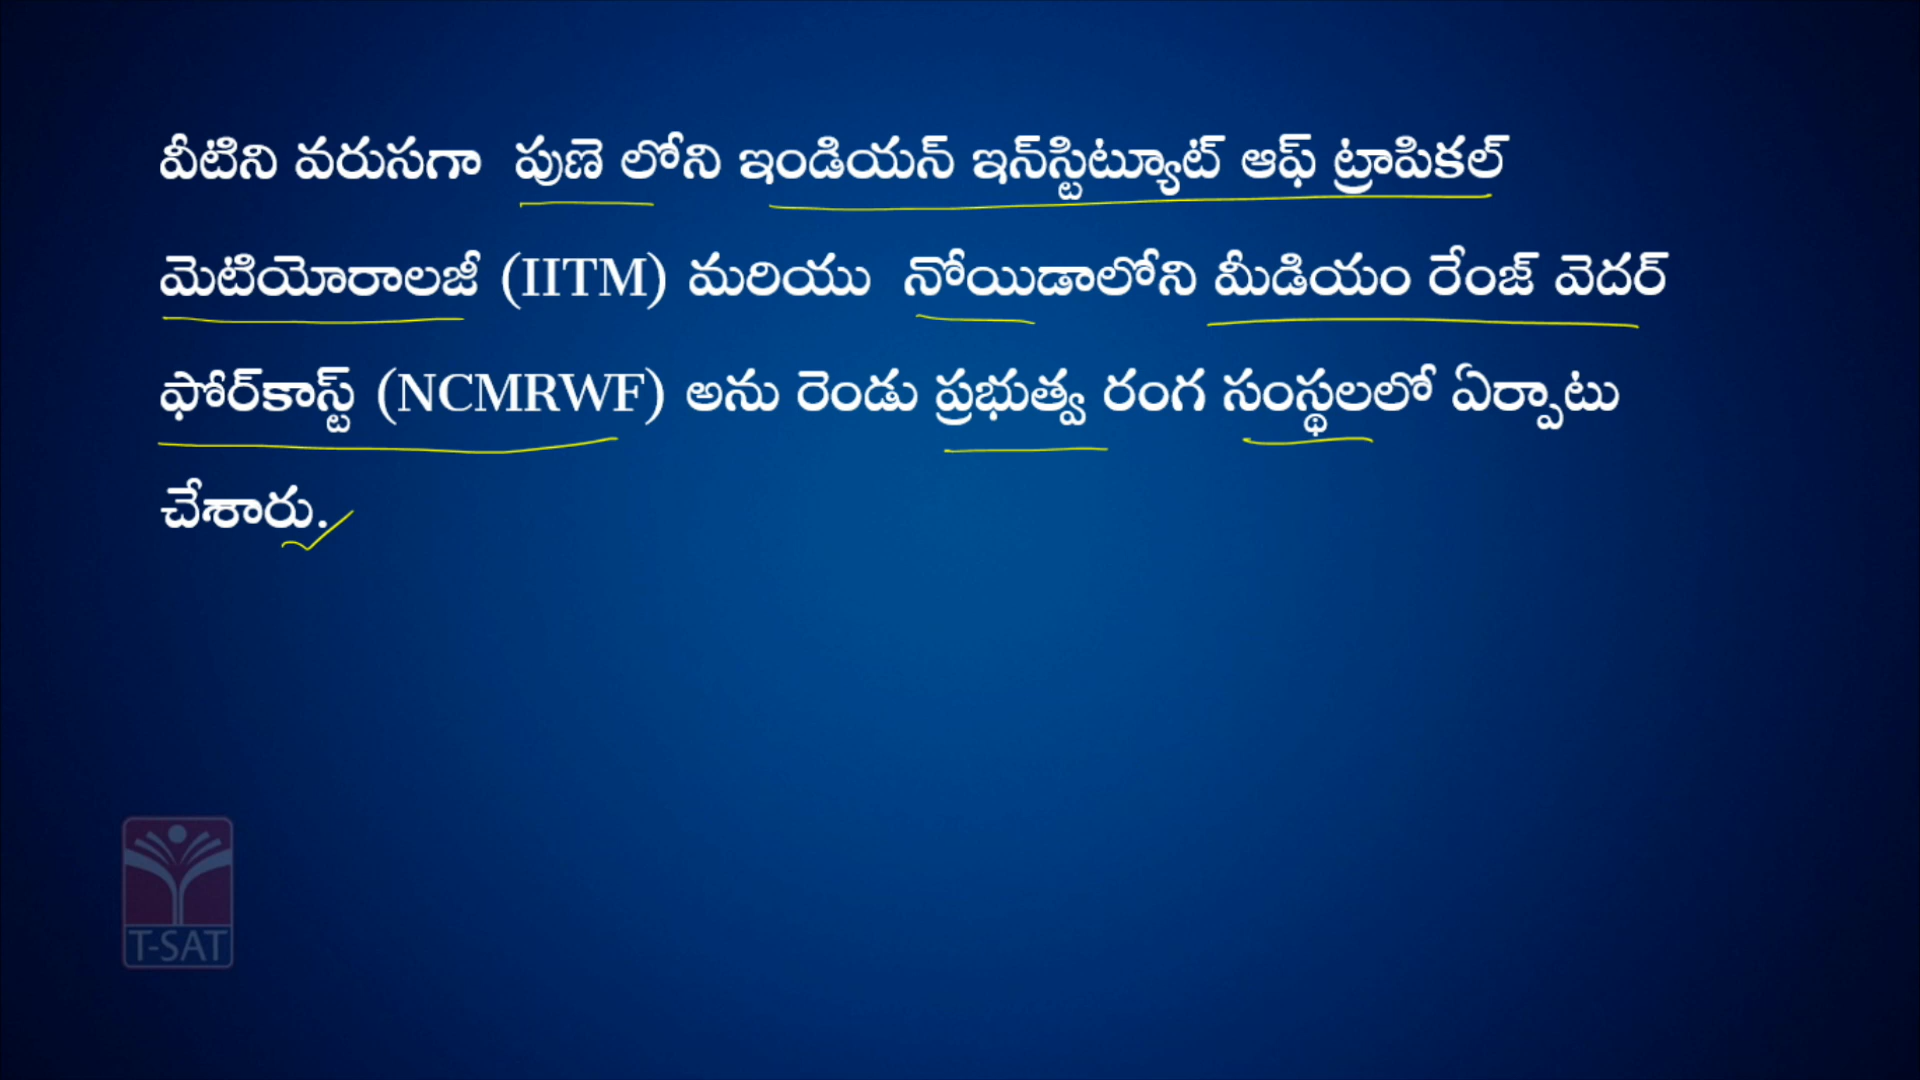 వీటిని వరుసగా పుణె లోని ఇండియన్ ఇన్‌స్టిట్యూట్ ఆఫ్ ట్రాపికల్
మెటియోరాలజీ (IITM) మరియు నోయిడాలోని మీడియం రేంజ్ వెదర్
ఫోర్‌కాస్ట్ (NCMRWF) అను రెండు ప్రభుత్వ రంగ సంస్థలలో ఏర్పాటు
చేశారు.
T-SAT